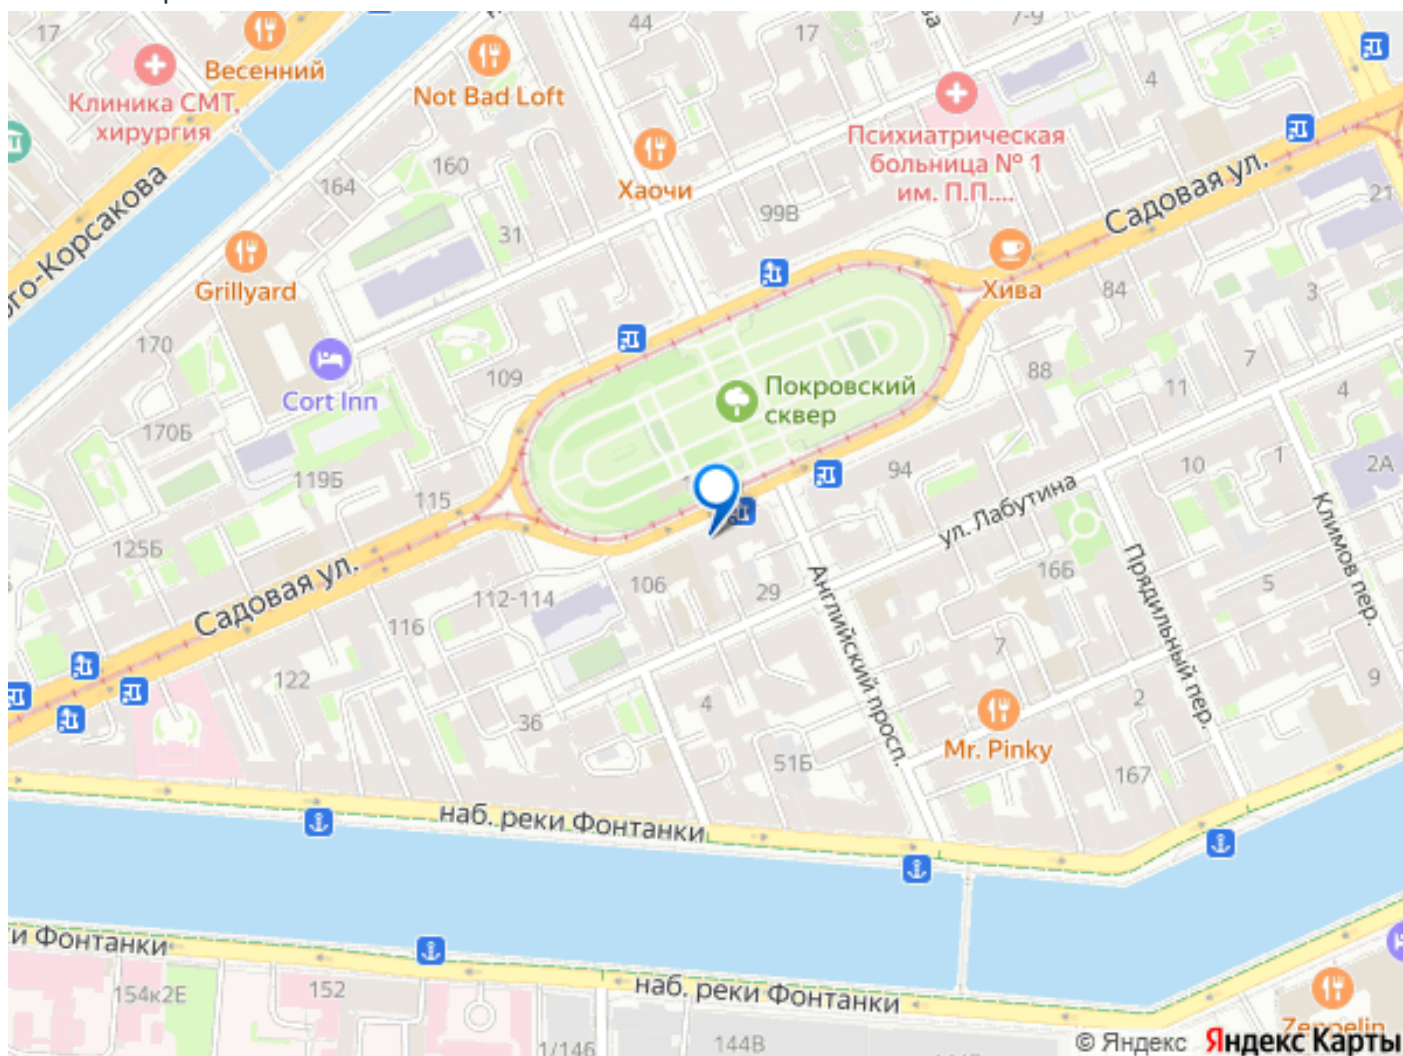 17
Весенний
Клиника СМТ,
хирургия
Not Bad Loft
44
17
7-9
4
Хаочи
Психиатрическая
больница № 1
им. П.П....
Садовая ул.
21
160
164
99В
31
Grillyard
Хива
84
3
170
Cort Inn
109
Покровский
сквер
88
7
11
4
170Б
119Б
115
94
10
1
2А
ул. Лабутина
Климов пер.
125Б
Садовая ул.
112-114
106
29
Английский просп.
16Б
Прядильный пер.
5
116
7
122
4
2
9
36
Mr. Pinky
51Б
167
наб. реки Фонтанки
и Фонтанки
154к2Е
152
наб. реки Фонтанки
Zeppelin
1/146
144В
© Яндекс Яндекс Карты